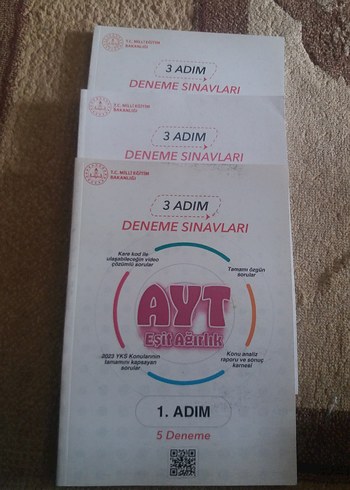 T.C. MİLLÎ EĞİTİM
BAKANLIĞI
3 ADIM
DENEME SINAVLARI
T.C. MİLLÎ EĞİTİM
BAKANLIĞI
3 ADIM
DENEME SINAVLARI
T.C. MİLLÎ EĞİTİM
BAKANLIĞI
3 ADIM
DENEME SINAVLARI
Kare kod ile
ulaşabileceğin video
çözümlü sorular
Tamamı özgün
sorular
AYT
Eşit Ağırlık
2023 YKS Konularının
tamamını kapsayan
sorular
Konu analiz
raporu ve sonuç
karnesi
1. ADIM
5 Deneme